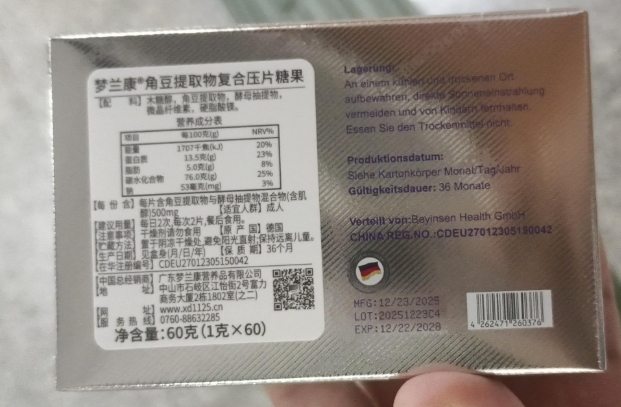 梦兰康®角豆提取物复合压片糖果
【配 料】木糖醇，角豆提取物，酵母抽提物，
微晶纤维素，硬脂酸镁。
营养成分表
项目 每100克(g) NRV%
能量 1707千焦(kJ) 20%
蛋白质 13.5克(g) 23%
脂肪 5.0克(g) 8%
碳水化合物 76.0克(g) 25%
钠 53毫克(mg) 3%
【每 份 含】每片含角豆提取物与酵母抽提物混合物(含肌
醇)500mg 【适宜人群】成人
【建议用量】每日2次,每次2片,餐后食用。
【注意事项】干燥剂请勿食用 【原 产 国】德国
【贮藏方法】置于阴凉干燥处,避免阳光直射;保持远离儿童。
【生产日期】见盒身(月/日/年) 【保 质 期】36个月
【在华注册编号】CDEU27012305150042
【中国总经销商】广东梦兰康营养品有限公司
【地 址】中山市石岐区江怡街2号富力
商务大厦2栋1802室(之二)
【网 址】www.xd1125.cn
【服 务 热 线】0760-88632285
净含量:60克(1克×60)
Lagerung:
An einem kühlen und trockenen Ort
aufbewahren, direkte Sonneneinstrahlung
vermeiden und von Kindern fernhalten.
Essen Sie den Trockenmittel nicht.
Produktionsdatum:
Siehe Kartonkörper Monat/Tag/Jahr
Gültigkeitsdauer: 36 Monate
Verteilt von:Beyinsen Health GmbH
CHINA REG.NO.:CDEU27012305150042
MFG:12/23/2025
LOT:20251223C4
EXP:12/22/2028
4 262471 260376